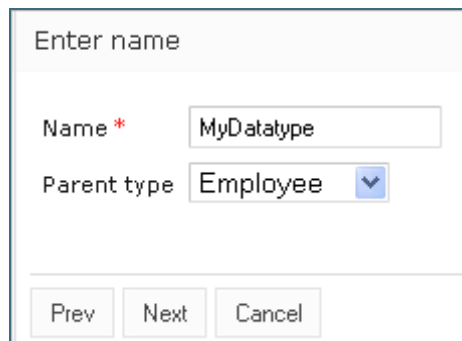 Enter name
Name * MyDatatype
Parent type Employee
Prev Next Cancel